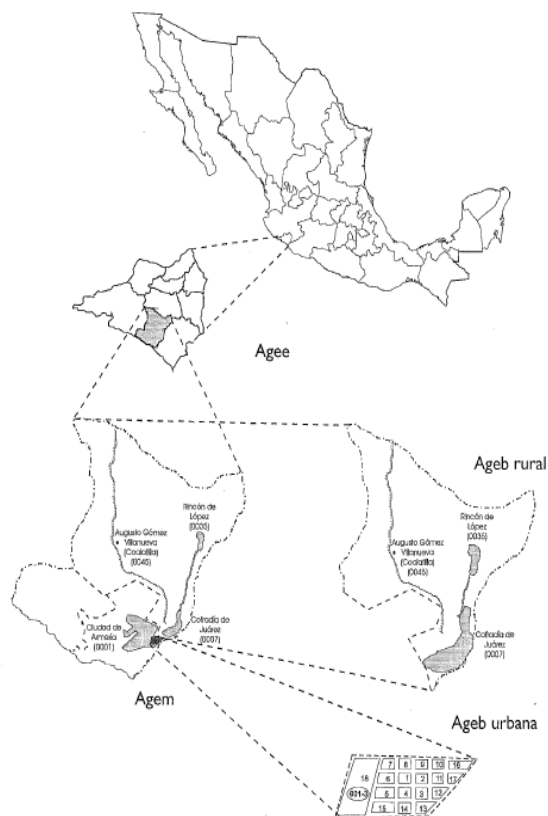 Agee
Ageb rural
Rincón de
López
(0035)
Augusto Gómez
Villanueva
(Coalatilla)
(0045)
Ciudad de
Armería
(0001)
Cofradía de
Juárez
(0007)
Agem
Rincón de
López
(0035)
Augusto Gómez
Villanueva
(Coalatilla)
(0045)
Cofradía de
Juárez
(0007)
Ageb urbana
7 8 9 10 16
18 6 1 2 11 17
001-3 5 4 3 12
15 14 13